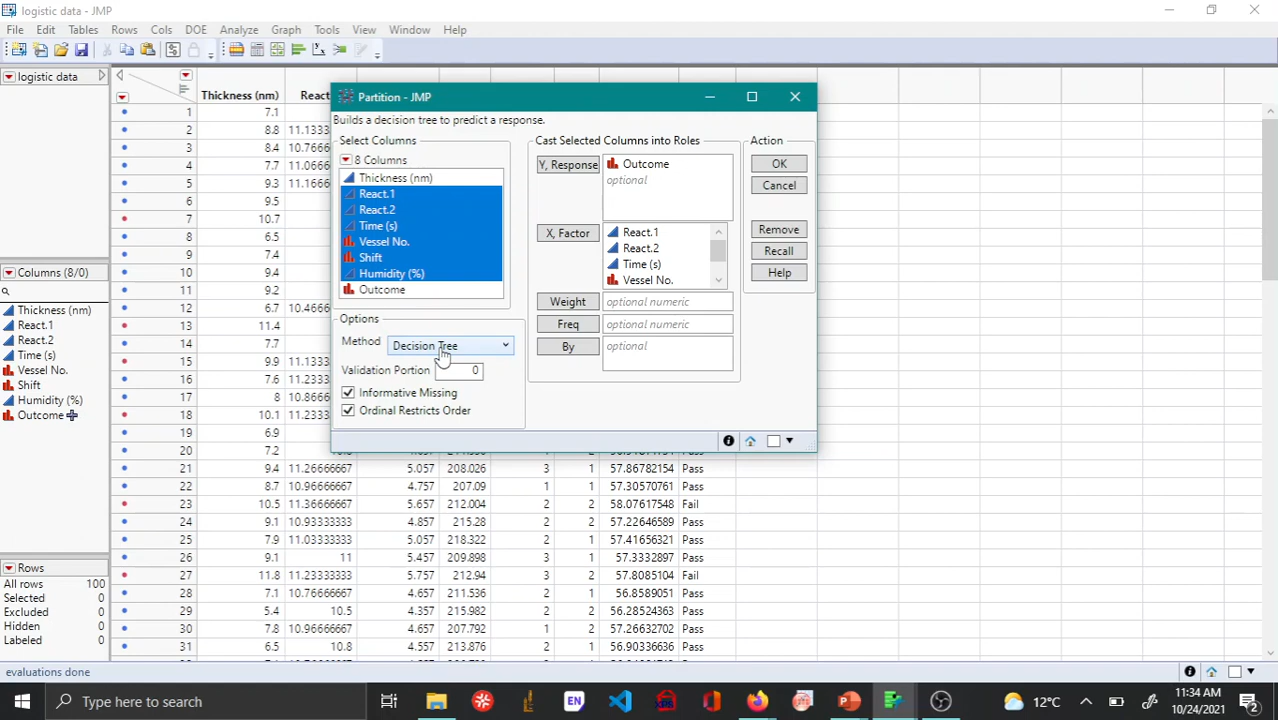 logistic data - JMP
File Edit Tables Rows Cols DOE Analyze Graph Tools View Window Help
logistic data
Columns (8/0)
Thickness (nm)
React.1
React.2
Time (s)
Vessel No.
Shift
Humidity (%)
Outcome
Rows
All rows 100
Selected 0
Excluded 0
Hidden 0
Labeled 0
Thickness (nm) React
1 7.1
2 8.8 11.13333
3 8.4 10.76666
4 7.7 11.06666
5 9.3 11.16666
6 9.5
7 10.7
8 6.5
9 7.4
10 9.4
11 9.2
12 6.7 10.46666
13 11.4
14 7
15 9.9 11.13333
16 7.6 11.23333
17 8 10.86666
18 10.1 11.23333
19 6.9
20 7.2
21 9.4 11.26666667 5.057 208.026 3 1 57.86782154 Pass
22 8.7 10.96666667 4.757 207.09 1 1 57.30570761 Pass
23 10.5 11.36666667 5.657 212.004 2 2 58.07617548 Fail
24 9.1 10.93333333 4.857 215.28 2 1 57.22646589 Pass
25 7.9 11.03333333 5.057 218.322 2 1 57.41656321 Pass
26 9.1 11 5.457 209.898 3 1 57.3332897 Pass
27 11.8 11.23333333 5.757 212.94 3 2 57.8085104 Fail
28 7.1 10.76666667 4.657 211.536 2 1 56.8589051 Pass
29 5.4 10.5 4.357 215.982 2 2 56.28524363 Pass
30 7.8 10.96666667 4.657 207.792 1 2 57.26632702 Pass
31 6.5 10.8 4.557 213.876 2 1 56.90336636 Pass
Partition - JMP
Builds a decision tree to predict a response.
Select Columns
8 Columns
Thickness (nm)
React.1
React.2
Time (s)
Vessel No.
Shift
Humidity (%)
Outcome
Options
Method Decision Tree
Validation Portion 0
Informative Missing
Ordinal Restricts Order
Cast Selected Columns into Roles
Y, Response
Outcome
optional
X, Factor
React.1
React.2
Time (s)
Vessel No.
Weight optional numeric
Freq optional numeric
By optional
Action
OK
Cancel
Remove
Recall
Help
evaluations done
Type here to search
EN
12°C
11:34 AM
10/24/2021
2